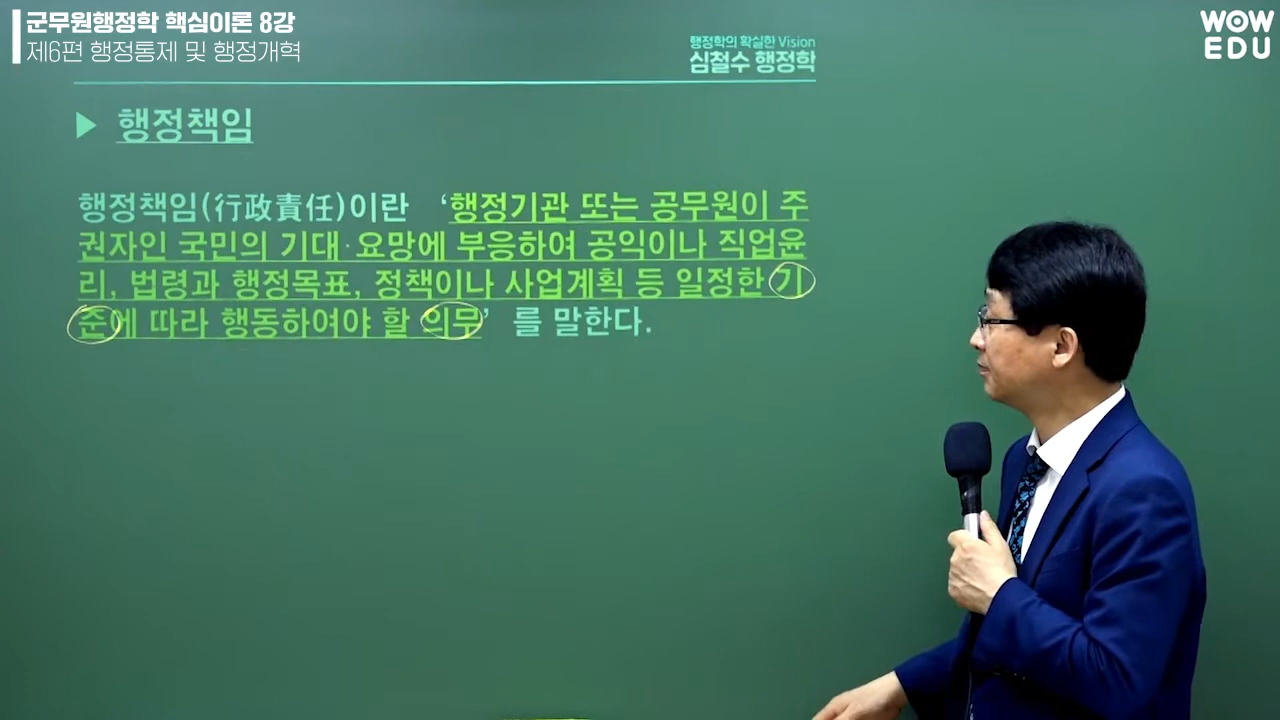 군무원행정학 핵심이론 8강
제6편 행정통제 및 행정개혁
행정학의 확실한 Vision
심철수 행정학
WOW
EDU
▶ 행정책임
행정책임(行政責任)이란 ‘행정기관 또는 공무원이 주
권자인 국민의 기대·요망에 부응하여 공익이나 직업윤
리, 법령과 행정목표, 정책이나 사업계획 등 일정한 기
준에 따라 행동하여야 할 의무’ 를 말한다.